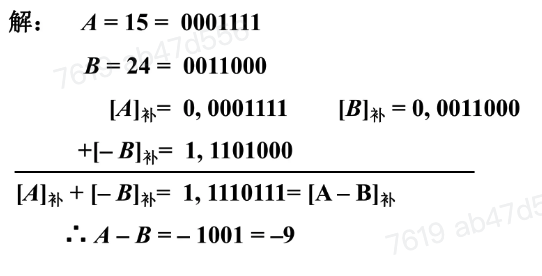 解： A = 15 = 0001111
B = 24 = 0011000
[A]补= 0, 0001111 [B]补 = 0, 0011000
+[– B]补= 1, 1101000
[A]补 + [– B]补= 1, 1110111= [A – B]补
∴ A – B = – 1001 = –9